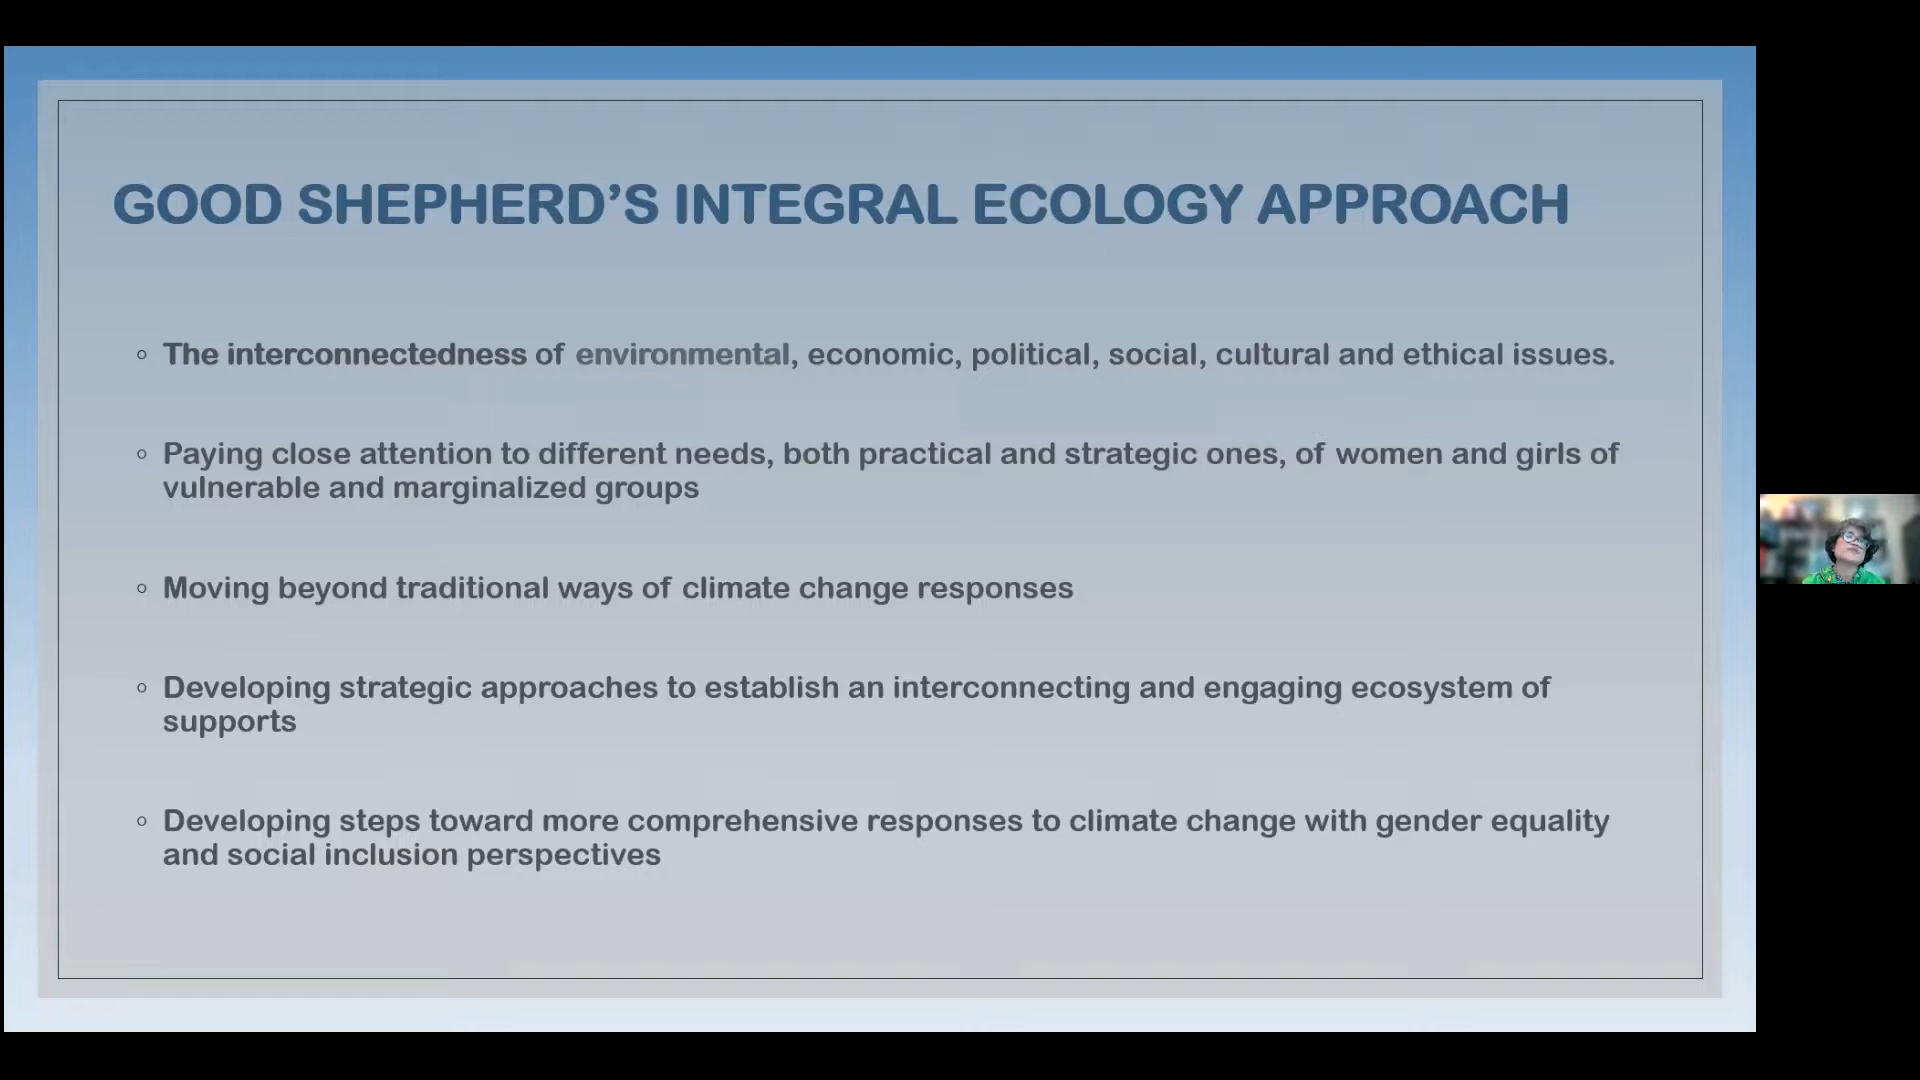 GOOD SHEPHERD’S INTEGRAL ECOLOGY APPROACH
The interconnectedness of environmental, economic, political, social, cultural and ethical issues.
Paying close attention to different needs, both practical and strategic ones, of women and girls of
vulnerable and marginalized groups
Moving beyond traditional ways of climate change responses
Developing strategic approaches to establish an interconnecting and engaging ecosystem of
supports
Developing steps toward more comprehensive responses to climate change with gender equality
and social inclusion perspectives